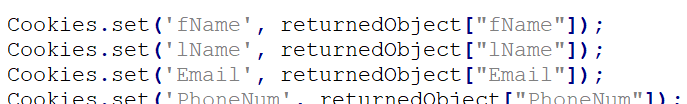 Cookies.set('fName', returnedObject["fName"]);
Cookies.set('lName', returnedObject["lName"]);
Cookies.set('Email', returnedObject["Email"]);
Cookies.set('PhoneNum', returnedObject["PhoneNum"]);